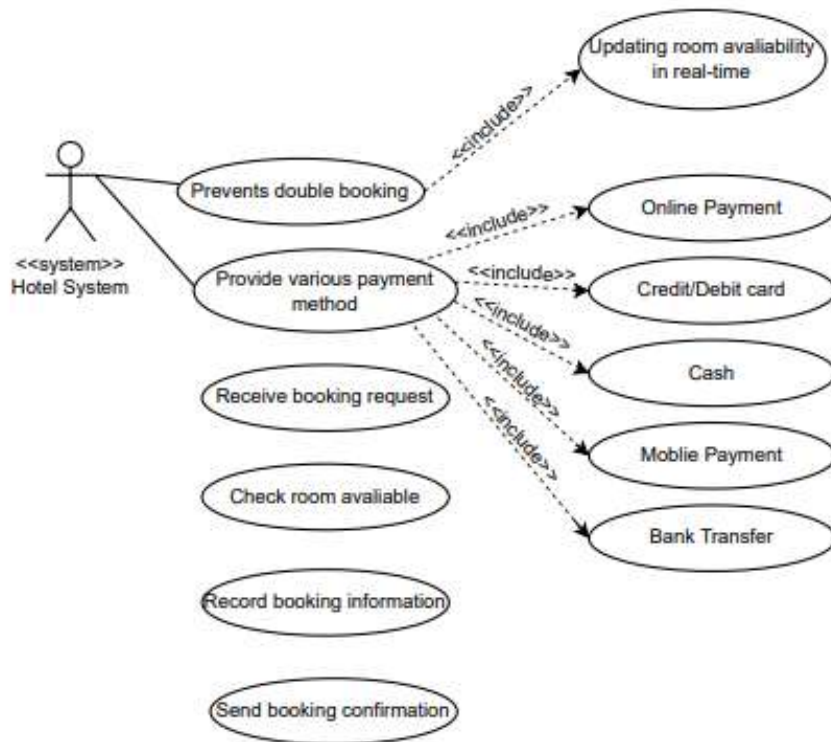 Updating room avaliability
in real-time
<<include>>
Prevents double booking
<<include>>
Online Payment
<<system>>
Hotel System
Provide various payment
method
<<include>>
Credit/Debit card
<<include>>
Cash
<<include>>
Receive booking request
<<include>>
Moblie Payment
Check room avaliable
Bank Transfer
Record booking information
Send booking confirmation